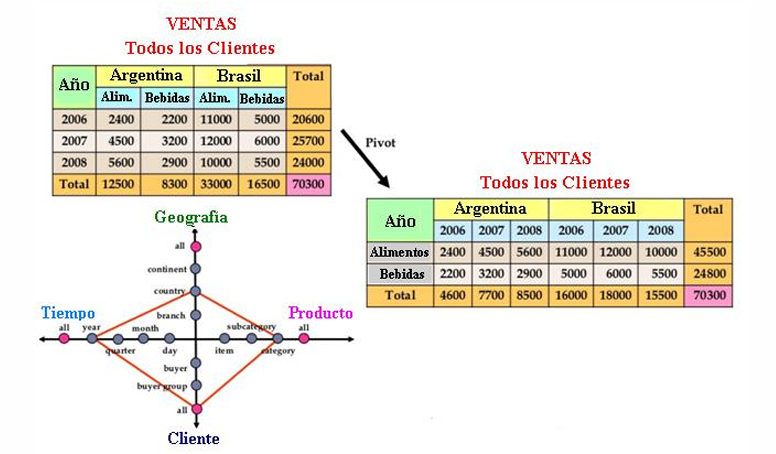 VENTAS
Todos los Clientes
Año Argentina Brasil Total
Alim. Bebidas Alim. Bebidas
2006 2400 2200 11000 5000 20600
2007 4500 3200 12000 6000 25700
2008 5600 2900 10000 5500 24000
Total 12500 8300 33000 16500 70300
Pivot
VENTAS
Todos los Clientes
Año Argentina Brasil Total
2006 2007 2008 2006 2007 2008
Alimentos 2400 4500 5600 11000 12000 10000 45500
Bebidas 2200 3200 2900 5000 6000 5500 24800
Total 4600 7700 8500 16000 18000 15500 70300
Geografia
all
continent
country
branch
Tiempo
Producto
all year month subcategory all
quarter day item category
buyer
buyer group
all
Cliente